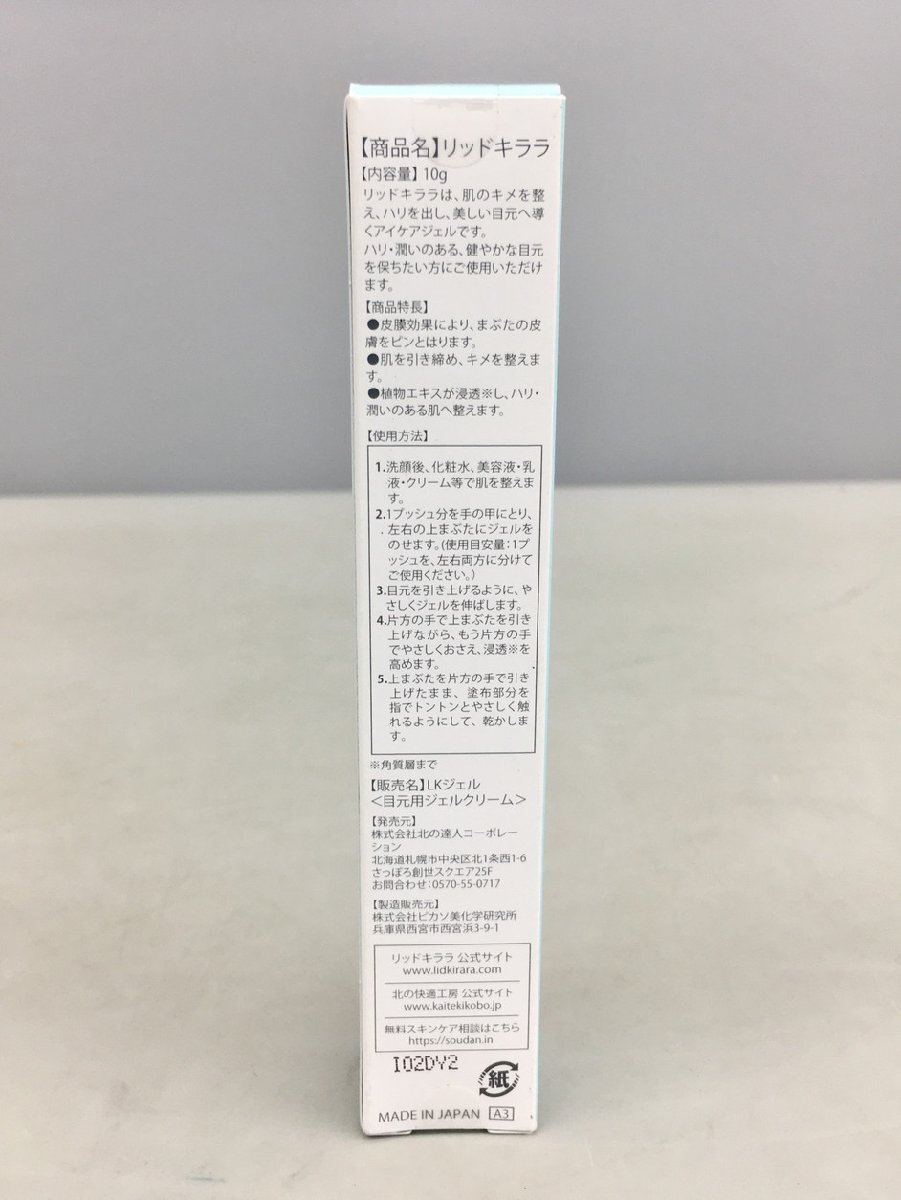 【商品名】リッドキララ
【内容量】10g
リッドキララは、肌のキメを整
え、ハリを出し、美しい目元へ導
くアイケアジェルです。
ハリ・潤いのある、健やかな目元
を保ちたい方にご使用いただけ
ます。
【商品特長】
●皮膜効果により、まぶたの皮
膚をピンとはります。
●肌を引き締め、キメを整えま
す。
●植物エキスが浸透※し、ハリ・
潤いのある肌へ整えます。
【使用方法】
1.洗顔後、化粧水、美容液・乳
液・クリーム等で肌を整えま
す。
2.1プッシュ分を手の甲にとり、
左右の上まぶたにジェルを
のせます。(使用目安量：1プ
ッシュを、左右両方に分けて
ご使用ください。)
3.目元を引き上げるように、や
さしくジェルを伸ばします。
4.片方の手で上まぶたを引き
上げながら、もう片方の手
でやさしくおさえ、浸透※を
高めます。
5.上まぶたを片方の手で引き
上げたまま、塗布部分を
指でトントンとやさしく触
れるようにして、乾かしま
す。
※角質層まで
【販売名】LKジェル
＜目元用ジェルクリーム＞
【発売元】
株式会社北の達人コーポレー
ション
北海道札幌市中央区北1条西1-6
さっぽろ創世スクエア25F
お問合わせ：0570-55-0717
【製造販売元】
株式会社ピカソ美化学研究所
兵庫県西宮市西宮浜3-9-1
リッドキララ 公式サイト
www.lidkirara.com
北の快適工房 公式サイト
www.kaitekikobo.jp
無料スキンケア相談はこちら
https://soudan.in
I02DY2
紙
MADE IN JAPAN A3